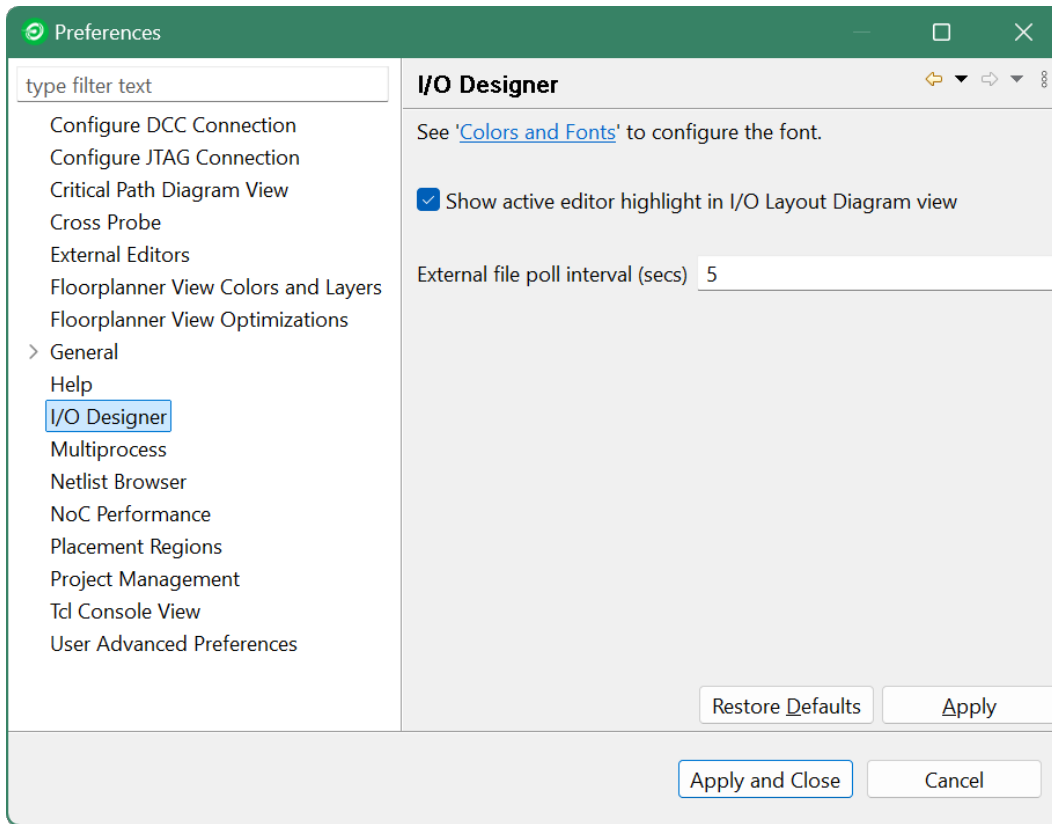 Preferences
type filter text
Configure DCC Connection
Configure JTAG Connection
Critical Path Diagram View
Cross Probe
External Editors
Floorplanner View Colors and Layers
Floorplanner View Optimizations
General
Help
I/O Designer
Multiprocess
Netlist Browser
NoC Performance
Placement Regions
Project Management
Tcl Console View
User Advanced Preferences
I/O Designer
See 'Colors and Fonts' to configure the font.
Show active editor highlight in I/O Layout Diagram view
External file poll interval (secs) 5
Restore Defaults Apply
Apply and Close Cancel